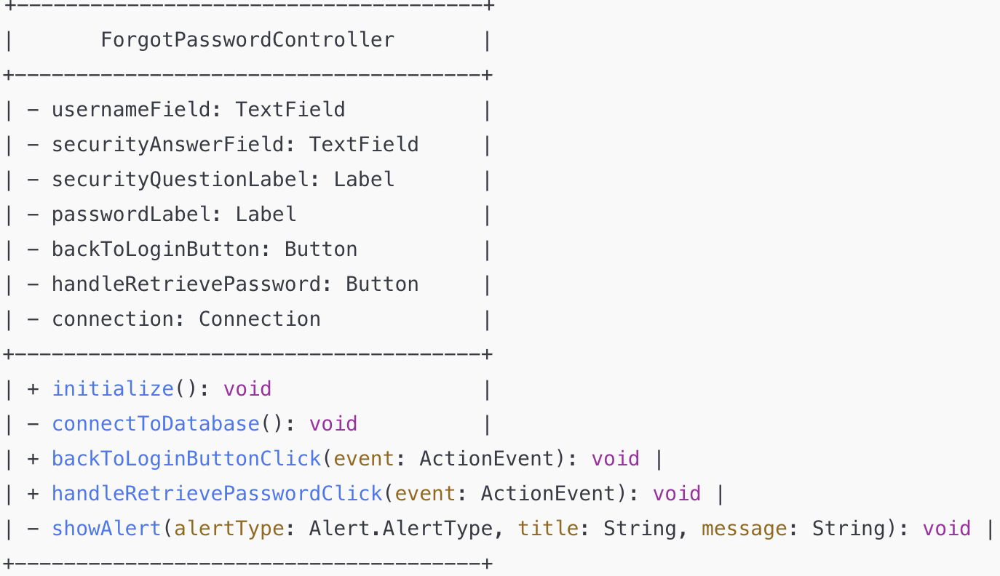 +--------------------------------------+
|       ForgotPasswordController       |
+--------------------------------------+
| - usernameField: TextField           |
| - securityAnswerField: TextField     |
| - securityQuestionLabel: Label       |
| - passwordLabel: Label               |
| - backToLoginButton: Button          |
| - handleRetrievePassword: Button     |
| - connection: Connection             |
+--------------------------------------+
| + initialize(): void                 |
| - connectToDatabase(): void          |
| + backToLoginButtonClick(event: ActionEvent): void |
| + handleRetrievePasswordClick(event: ActionEvent): void |
| - showAlert(alertType: Alert.AlertType, title: String, message: String): void |
+--------------------------------------+